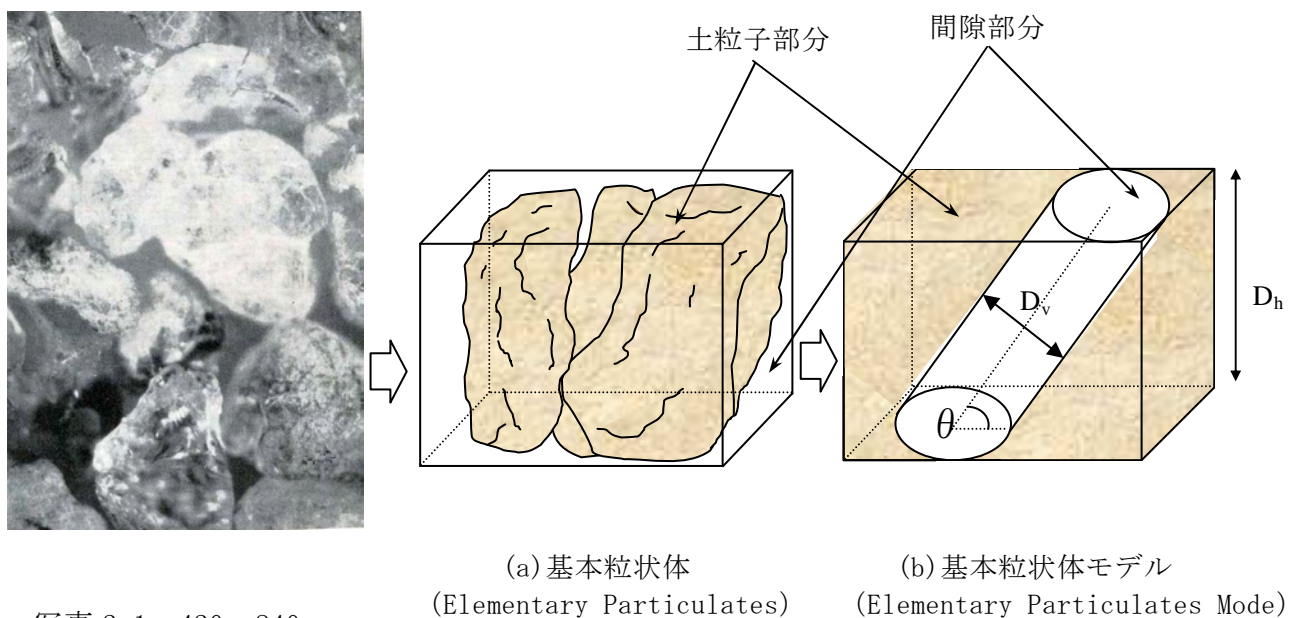 土粒子部分
間隙部分
D_v
D_h
θ
(a)基本粒状体
(Elementary Particulates)
(b)基本粒状体モデル
(Elementary Particulates Mode)